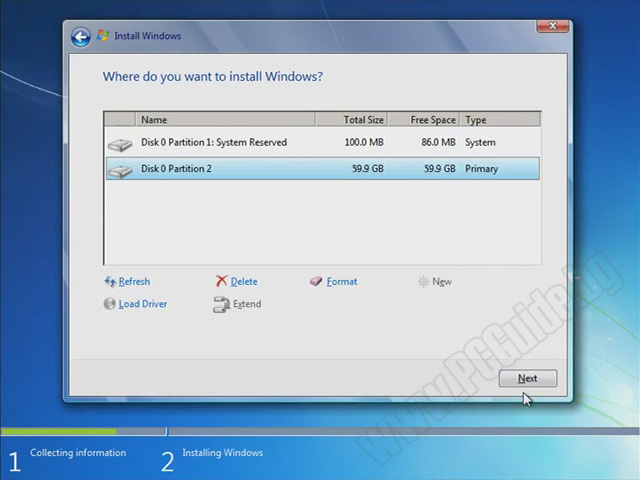 Install Windows
Where do you want to install Windows?
Name Total Size Free Space Type
Disk 0 Partition 1: System Reserved 100.0 MB 86.0 MB System
Disk 0 Partition 2 59.9 GB 59.9 GB Primary
Refresh Delete Format New
Load Driver Extend
www.PCGuide.bg
Next
1 Collecting information 2 Installing Windows